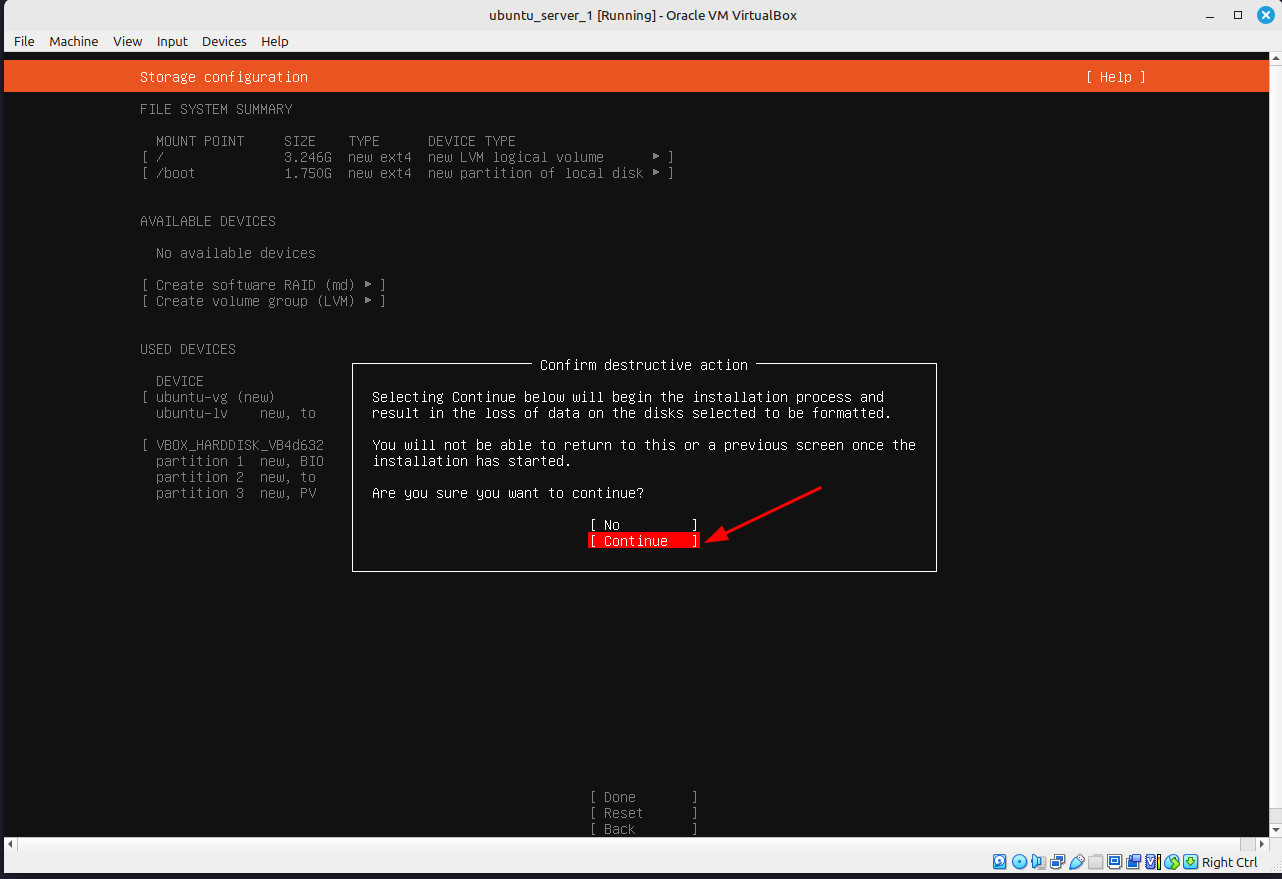 ubuntu_server_1 [Running] - Oracle VM VirtualBox
File Machine View Input Devices Help
Storage configuration [ Help ]
FILE SYSTEM SUMMARY
MOUNT POINT SIZE TYPE DEVICE TYPE
[ / 3.246G new ext4 new LVM logical volume ▸ ]
[ /boot 1.750G new ext4 new partition of local disk ▸ ]
AVAILABLE DEVICES
No available devices
[ Create software RAID (md) ▸ ]
[ Create volume group (LVM) ▸ ]
USED DEVICES
DEVICE
[ ubuntu-vg (new)
ubuntu-lv new, to
[ VBOX_HARDDISK_VB4d632
partition 1 new, BIO
partition 2 new, to
partition 3 new, PV
Confirm destructive action
Selecting Continue below will begin the installation process and
result in the loss of data on the disks selected to be formatted.
You will not be able to return to this or a previous screen once the
installation has started.
Are you sure you want to continue?
[ No ]
[ Continue ]
[ Done ]
[ Reset ]
[ Back ]
Right Ctrl